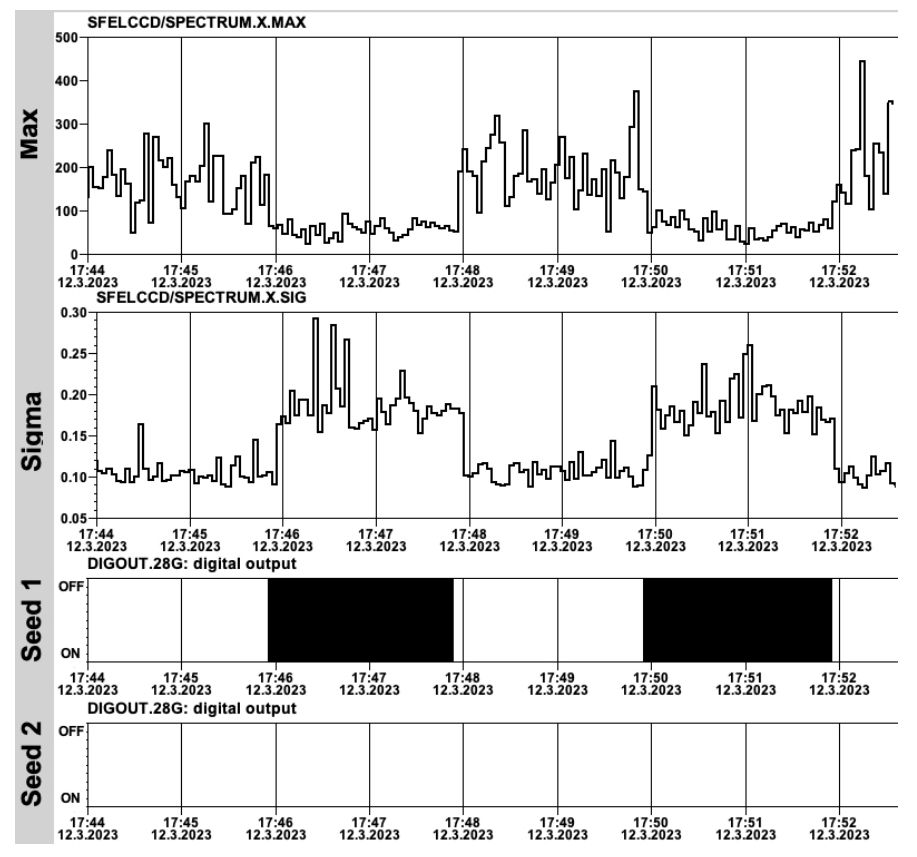 SFELCCD/SPECTRUM.X.MAX
Max
500
400
300
200
100
0
17:44 17:45 17:46 17:47 17:48 17:49 17:50 17:51 17:52
12.3.2023 12.3.2023 12.3.2023 12.3.2023 12.3.2023 12.3.2023 12.3.2023 12.3.2023 12.3.2023
SFELCCD/SPECTRUM.X.SIG
Sigma
0.30
0.25
0.20
0.15
0.10
0.05
17:44 17:45 17:46 17:47 17:48 17:49 17:50 17:51 17:52
12.3.2023 12.3.2023 12.3.2023 12.3.2023 12.3.2023 12.3.2023 12.3.2023 12.3.2023 12.3.2023
DIGOUT.28G: digital output
Seed 1
OFF
ON
17:44 17:45 17:46 17:47 17:48 17:49 17:50 17:51 17:52
12.3.2023 12.3.2023 12.3.2023 12.3.2023 12.3.2023 12.3.2023 12.3.2023 12.3.2023 12.3.2023
DIGOUT.28G: digital output
Seed 2
OFF
ON
17:44 17:45 17:46 17:47 17:48 17:49 17:50 17:51 17:52
12.3.2023 12.3.2023 12.3.2023 12.3.2023 12.3.2023 12.3.2023 12.3.2023 12.3.2023 12.3.2023